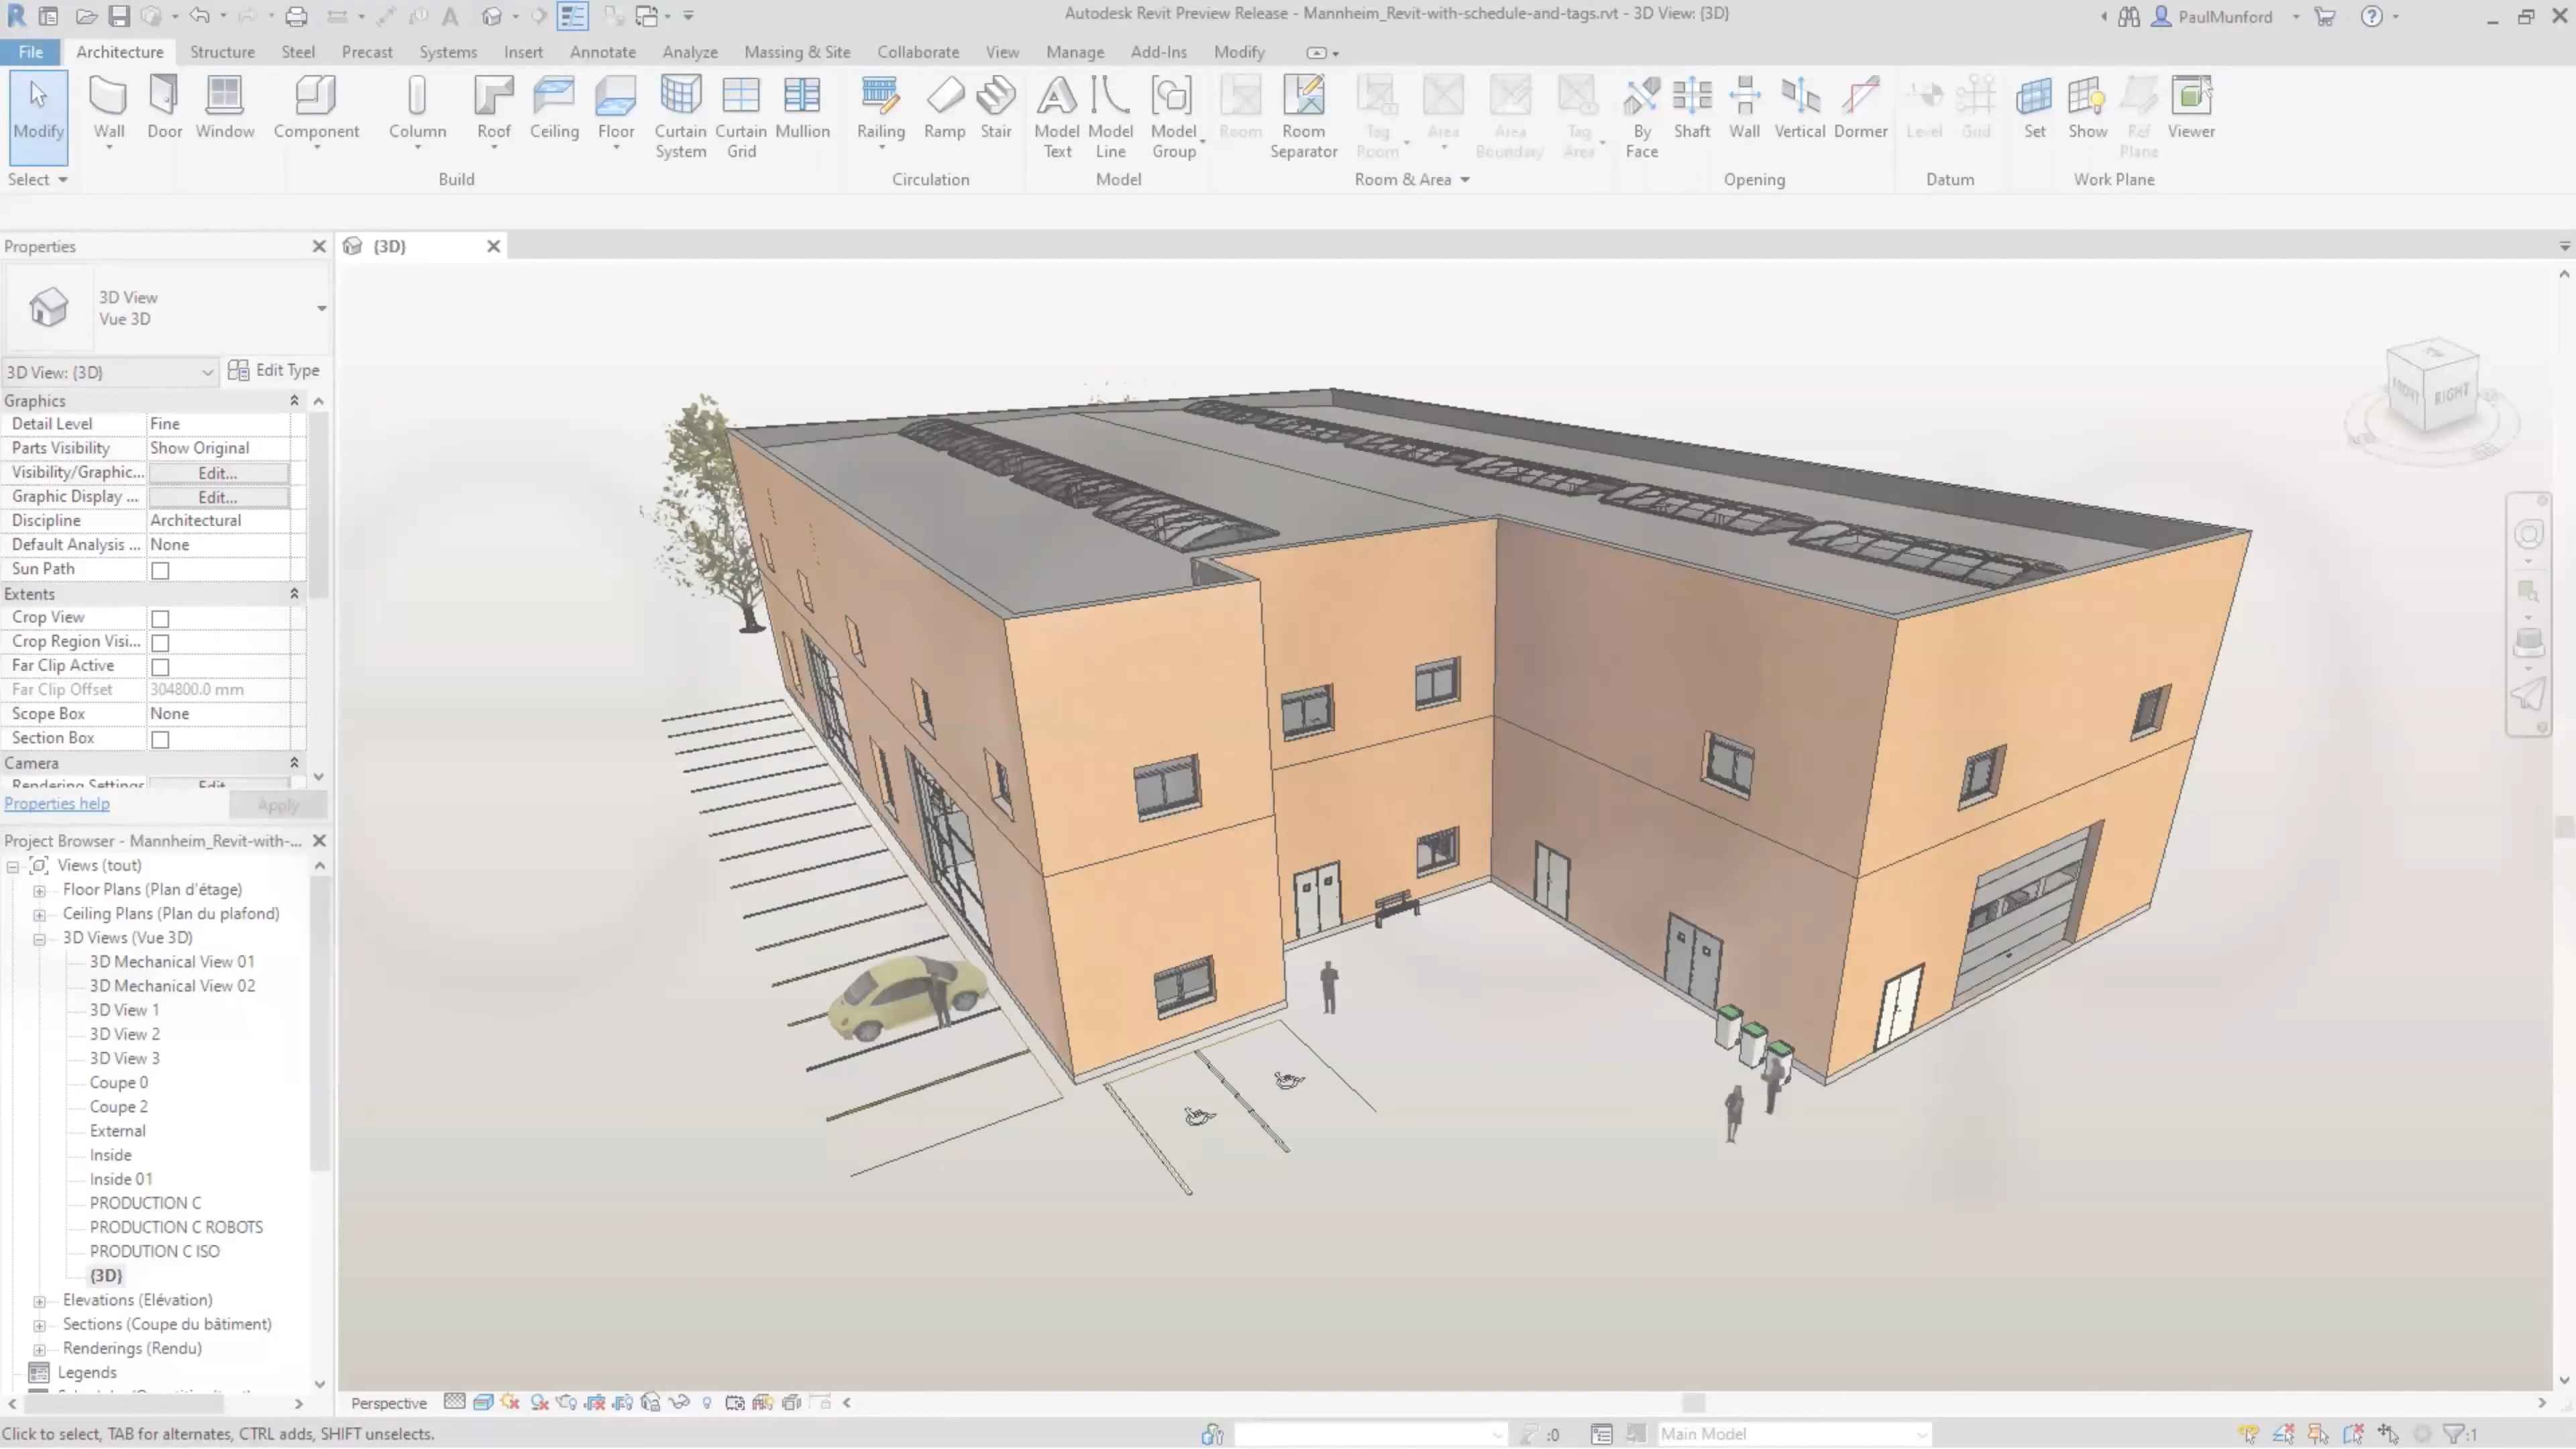 Autodesk Revit Preview Release - Mannheim_Revit-with-schedule-and-tags.rvt - 3D View: {3D}
PaulMunford
File Architecture Structure Steel Precast Systems Insert Annotate Analyze Massing & Site Collaborate View Manage Add-Ins Modify
Modify Wall Door Window Component Column Roof Ceiling Floor Curtain System Curtain Grid Mullion Railing Ramp Stair Model Text Model Line Model Group Room Room Separator Tag Room Area Area Boundary Tag Area By Face Shaft Wall Vertical Dormer Level Grid Set Show Ref Plane Viewer
Select Build Circulation Model Room & Area Opening Datum Work Plane
Properties
{3D}
3D View
Vue 3D
3D View: {3D}
Edit Type
Graphics
Detail Level Fine
Parts Visibility Show Original
Visibility/Graphic... Edit...
Graphic Display ... Edit...
Discipline Architectural
Default Analysis ... None
Sun Path
Extents
Crop View
Crop Region Visi...
Far Clip Active
Far Clip Offset 304800.0 mm
Scope Box None
Section Box
Camera
Rendering Settings Edit
Properties help Apply
Project Browser - Mannheim_Revit-with-...
Views (tout)
Floor Plans (Plan d'étage)
Ceiling Plans (Plan du plafond)
3D Views (Vue 3D)
3D Mechanical View 01
3D Mechanical View 02
3D View 1
3D View 2
3D View 3
Coupe 0
Coupe 2
External
Inside
Inside 01
PRODUCTION C
PRODUCTION C ROBOTS
PRODUTION C ISO
{3D}
Elevations (Elévation)
Sections (Coupe du bâtiment)
Renderings (Rendu)
Legends
FRONT RIGHT
Perspective
Click to select, TAB for alternates, CTRL adds, SHIFT unselects.
:0
Main Model
:1